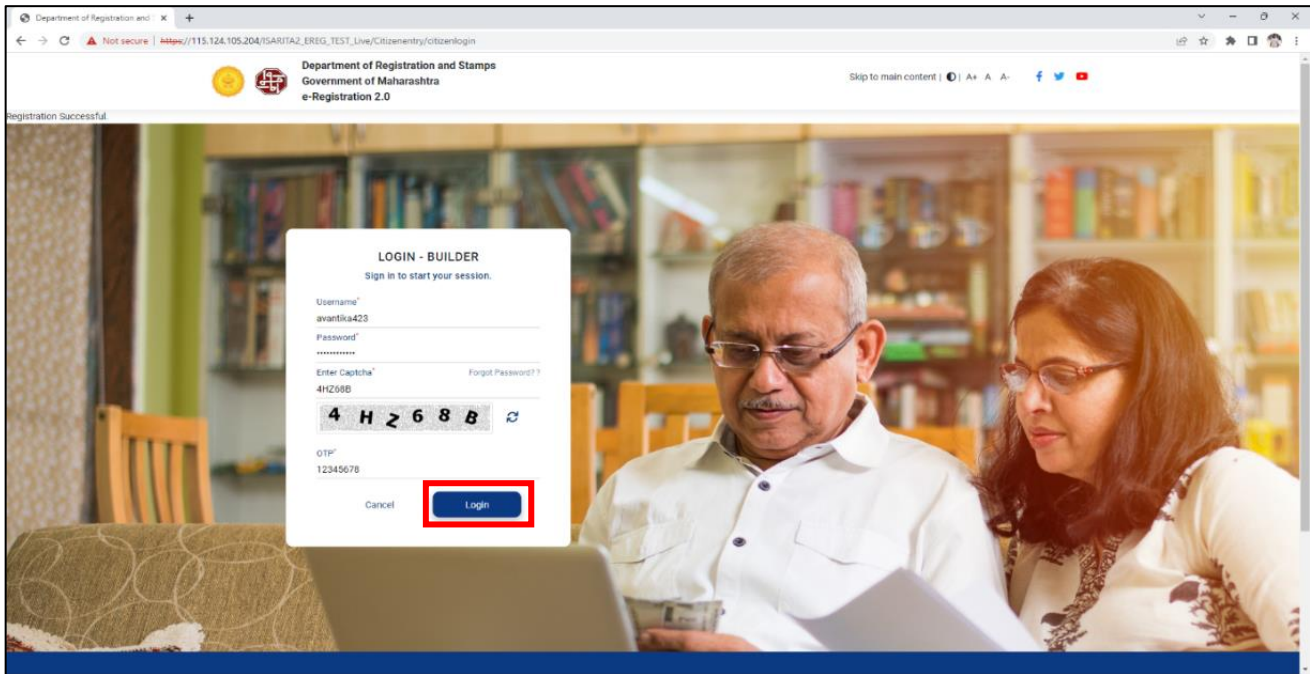 Department of Registration and
Not secure | https://115.124.105.204/ISARITA2_EREG_TEST_Live/Citizenentry/citizenlogin
Department of Registration and Stamps
Government of Maharashtra
e-Registration 2.0
Skip to main content | | A+ A A-
Registration Successful.
LOGIN - BUILDER
Sign in to start your session.
Username*
avantika423
Password*
••••••••••••
Enter Captcha* Forgot Password??
4HZ68B
4 H Z 6 8 B
OTP*
12345678
Cancel Login